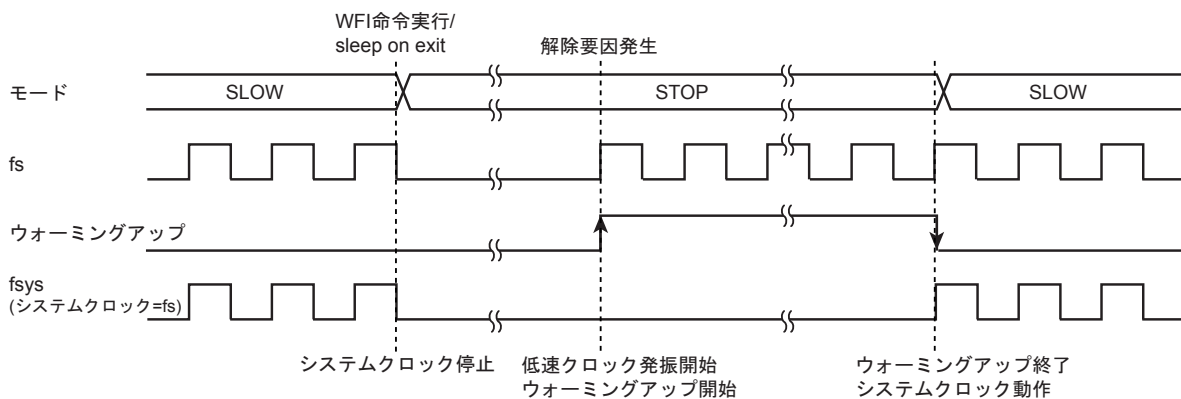 WFI命令実行/
sleep on exit
解除要因発生
モード
SLOW
STOP
SLOW
fs
ウォーミングアップ
fsys
(システムクロック=fs)
システムクロック停止
低速クロック発振開始
ウォーミングアップ開始
ウォーミングアップ終了
システムクロック動作